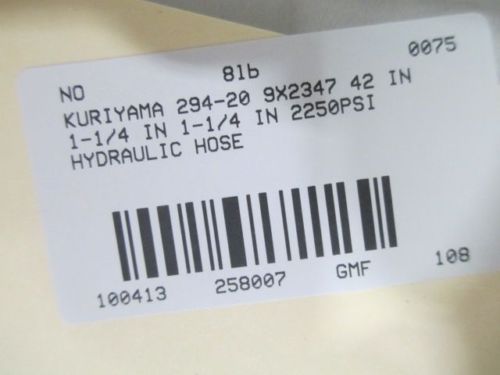 NO 8lb 0075
KURIYAMA 294-20 9X2347 42 IN
1-1/4 IN 1-1/4 IN 2250PSI
HYDRAULIC HOSE
100413 258007 GMF 108